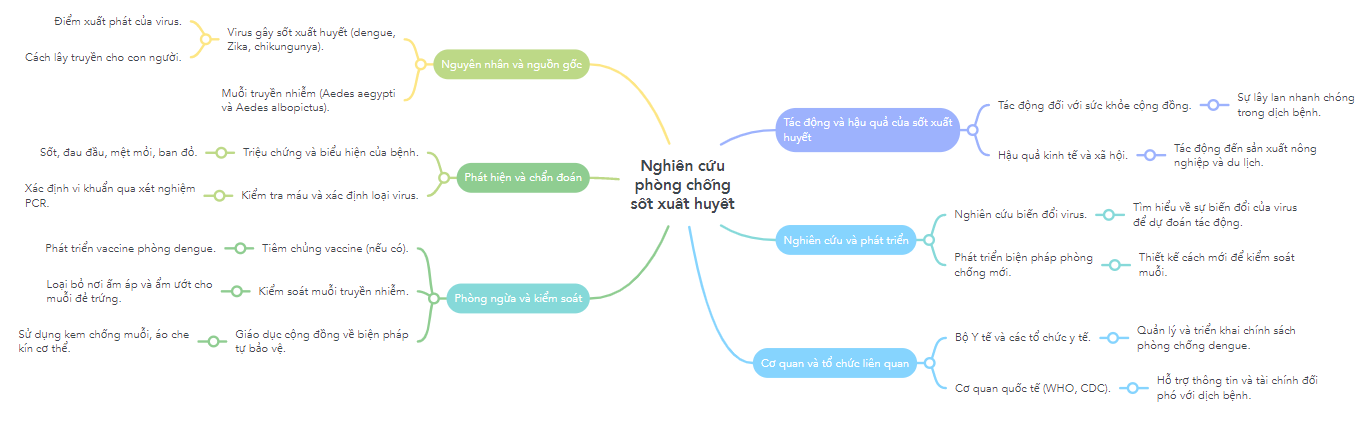 Nghiên cứu
phòng chống
sốt xuất huyết
Nguyên nhân và nguồn gốc
Virus gây sốt xuất huyết (dengue,
Zika, chikungunya).
Điểm xuất phát của virus.
Cách lây truyền cho con người.
Muỗi truyền nhiễm (Aedes aegypti
và Aedes albopictus).
Phát hiện và chẩn đoán
Triệu chứng và biểu hiện của bệnh.
Sốt, đau đầu, mệt mỏi, ban đỏ.
Kiểm tra máu và xác định loại virus.
Xác định vi khuẩn qua xét nghiệm
PCR.
Phòng ngừa và kiểm soát
Tiêm chủng vaccine (nếu có).
Phát triển vaccine phòng dengue.
Kiểm soát muỗi truyền nhiễm.
Loại bỏ nơi ấm áp và ẩm ướt cho
muỗi đẻ trứng.
Giáo dục cộng đồng về biện pháp
tự bảo vệ.
Sử dụng kem chống muỗi, áo che
kín cơ thể.
Tác động và hậu quả của sốt xuất
huyết
Tác động đối với sức khỏe cộng đồng.
Sự lây lan nhanh chóng
trong dịch bệnh.
Hậu quả kinh tế và xã hội.
Tác động đến sản xuất nông
nghiệp và du lịch.
Nghiên cứu và phát triển
Nghiên cứu biến đổi virus.
Tìm hiểu về sự biến đổi của virus
để dự đoán tác động.
Phát triển biện pháp phòng
chống mới.
Thiết kế cách mới để kiểm soát
muỗi.
Cơ quan và tổ chức liên quan
Bộ Y tế và các tổ chức y tế.
Quản lý và triển khai chính sách
phòng chống dengue.
Cơ quan quốc tế (WHO, CDC).
Hỗ trợ thông tin và tài chính đối
phó với dịch bệnh.